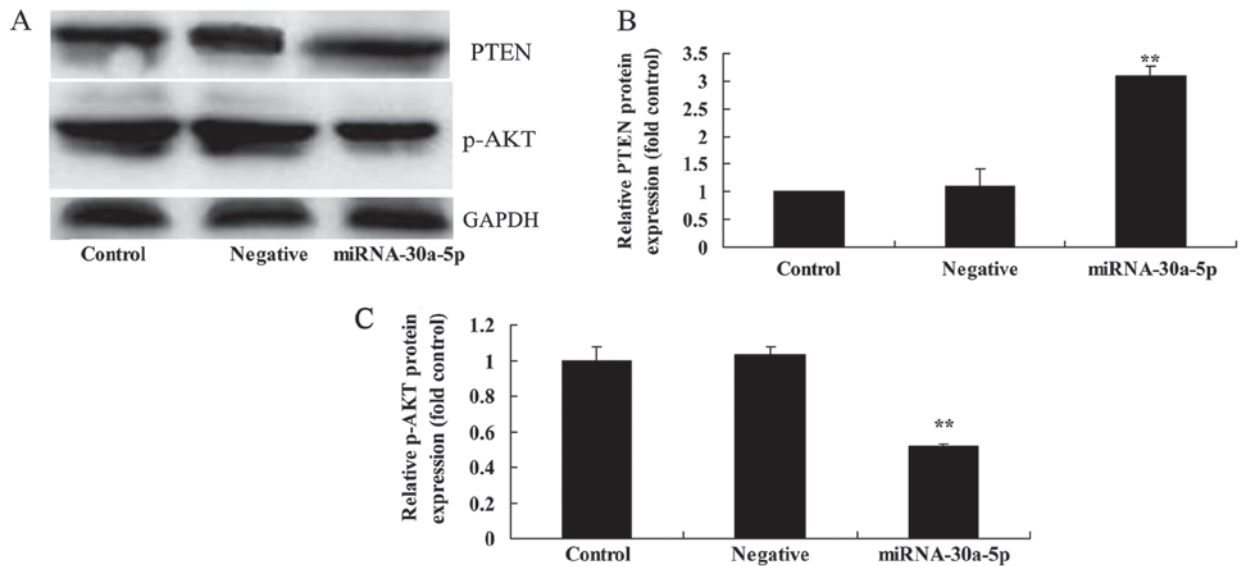 A
PTEN
p-AKT
GAPDH
Control Negative miRNA-30a-5p
B
Relative PTEN protein
expression (fold control)
3.5
3
2.5
2
1.5
1
0.5
0
**
Control Negative miRNA-30a-5p
C
Relative p-AKT protein
expression (fold control)
1.2
1
0.8
0.6
0.4
0.2
0
**
Control Negative miRNA-30a-5p